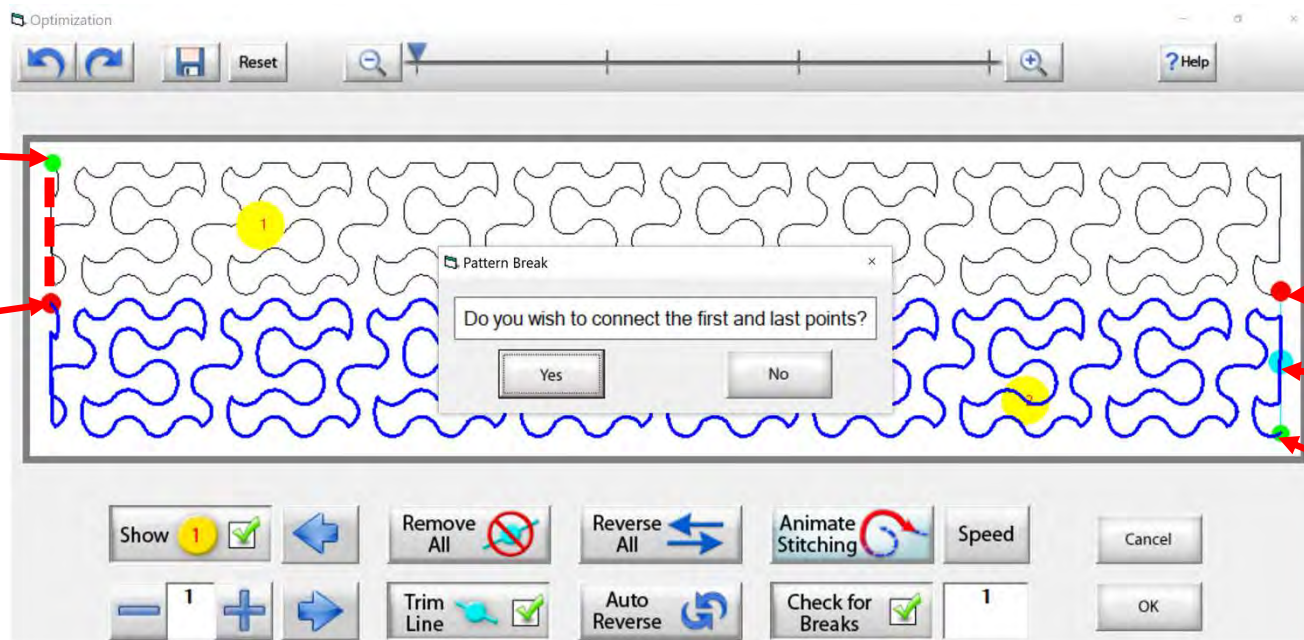 Optimization
Reset
? Help
1
Pattern Break
Do you wish to connect the first and last points?
Yes
No
2
Show 1
Remove All
Reverse All
Animate Stitching
Speed
Cancel
1
Trim Line
Auto Reverse
Check for Breaks
1
OK